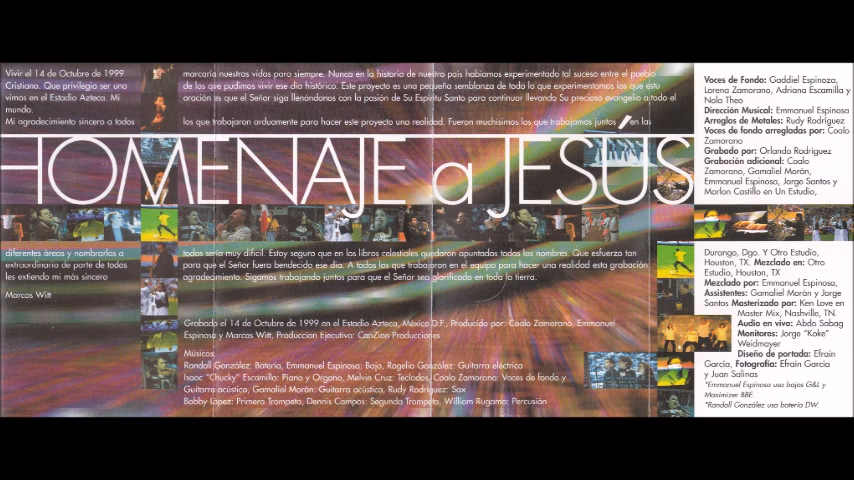 Vivir el 14 de Octubre de 1999
Cristiano. Que privilegio ser uno
vimos en el Estadio Azteca. Mi
mundo.
Mi agradecimiento sincero a todos
marcaría nuestras vidas para siempre. Nunca en la historia de nuestro país habíamos experimentado tal suceso entre el pueblo
de los que pudimos vivir ese día histórico. Este proyecto es una pequeña semblanza de todo lo que experimentamos los que estu
oración es que el Señor siga llenándonos con la pasión de Su Espíritu Santo para continuar llevando Su precioso evangelio a todo el
los que trabajaron arduamente para hacer este proyecto una realidad. Fueron muchísimos los que trabajamos juntos en las
HOMENAJE a JESÚS
diferentes áreas y nombrarlos a
extraordinario de parte de todos
les extiendo mi más sincero
Marcos Witt
todos sería muy difícil. Estoy segura que en los libros celestiales quedaron apuntados todos los nombres. Que esfuerzo tan
para que el Señor fuera bendecido ese día. A todos los que trabajaron en el equipo para hacer una realidad esta grabación
agradecimiento. Sigamos trabajando juntos para que el Señor sea glorificado en toda la tierra.
Grabado el 14 de Octubre de 1999 en el Estadio Azteca, México D.F., Producido por: Coalo Zamorano, Emmanuel
Espinosa y Marcos Witt, Produccion Ejecutiva: CanZion Producciones
Músicos
Randall González: Batería, Emmanuel Espinosa: Bajo, Rogelio González: Guitarra eléctrica
Isaac "Chucky" Escamilla: Piano y Organo, Melvin Cruz: Teclados, Coalo Zamorano: Voces de fondo y
Guitarra acústica, Gamaliel Morán: Guitarra acústica, Rudy Rodríguez: Sax
Bobby López: Primera Trompeta, Dennis Campos: Segunda Trompeta, William Rugama: Percusión
Voces de Fondo: Gaddiel Espinoza,
Lorena Zamorano, Adriana Escamilla y
Nola Theo
Dirección Musical: Emmanuel Espinosa
Arreglos de Metales: Rudy Rodríguez
Voces de fondo arregladas por: Coalo
Zamorano
Grabado por: Orlando Rodríguez
Grabación adicional: Coalo
Zamorano, Gamaliel Morán,
Emmanuel Espinosa, Jorge Santos y
Marlon Castillo en Un Estudio,
Durango, Dgo. Y Otro Estudio,
Houston, TX. Mezclado en: Otro
Estudio, Houston, TX
Mezclado por: Emmanuel Espinosa,
Assistentes: Gamaliel Morán y Jorge
Santos Masterizado por: Ken Love en
Master Mix, Nashville, TN.
Audio en vivo: Abdo Sabag
Monitores: Jorge "Koke"
Weidmayer
Diseño de portada: Efraín
García, Fotografía: Efraín García
y Juan Salinas
*Emmanuel Espinosa usa bajos G&L y
Maximizer BBE.
*Randall González usa batería DW.